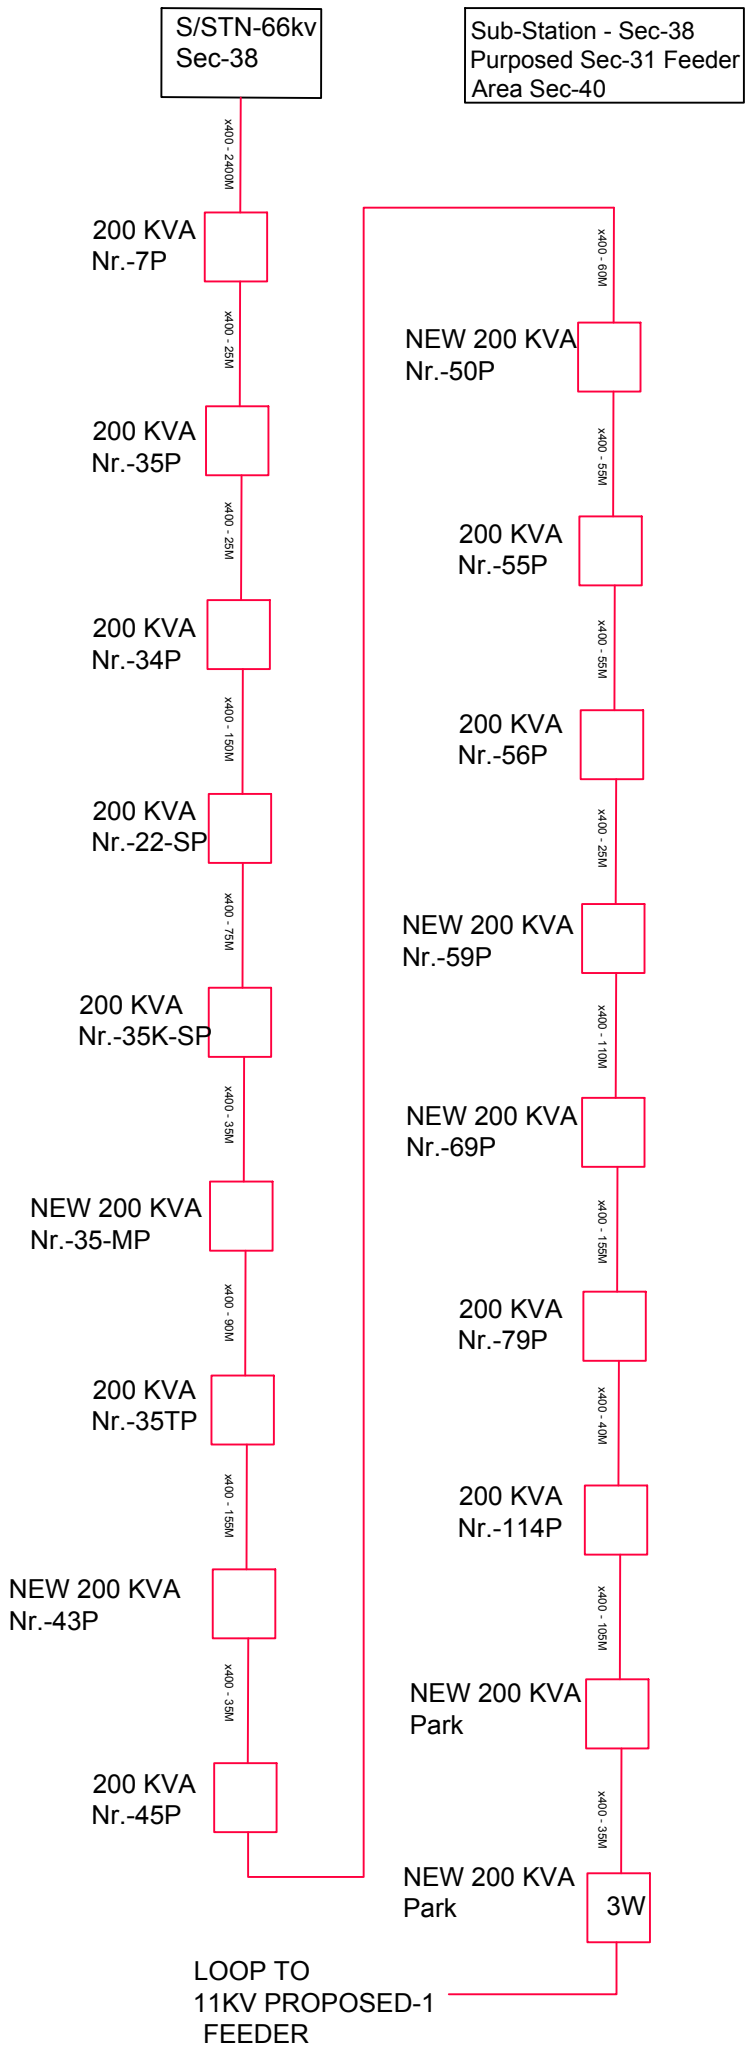 S/STN-66kv
Sec-38
Sub-Station - Sec-38
Purposed Sec-31 Feeder
Area Sec-40
x400 - 2400M
200 KVA
Nr.-7P
x400 - 25M
200 KVA
Nr.-35P
x400 - 25M
200 KVA
Nr.-34P
x400 - 150M
200 KVA
Nr.-22-SP
x400 - 75M
200 KVA
Nr.-35K-SP
x400 - 35M
NEW 200 KVA
Nr.-35-MP
x400 - 90M
200 KVA
Nr.-35TP
x400 - 155M
NEW 200 KVA
Nr.-43P
x400 - 35M
200 KVA
Nr.-45P
x400 - 60M
NEW 200 KVA
Nr.-50P
x400 - 55M
200 KVA
Nr.-55P
x400 - 55M
200 KVA
Nr.-56P
x400 - 25M
NEW 200 KVA
Nr.-59P
x400 - 110M
NEW 200 KVA
Nr.-69P
x400 - 155M
200 KVA
Nr.-79P
x400 - 40M
200 KVA
Nr.-114P
x400 - 105M
NEW 200 KVA
Park
x400 - 35M
NEW 200 KVA
Park
3W
LOOP TO
11KV PROPOSED-1
FEEDER